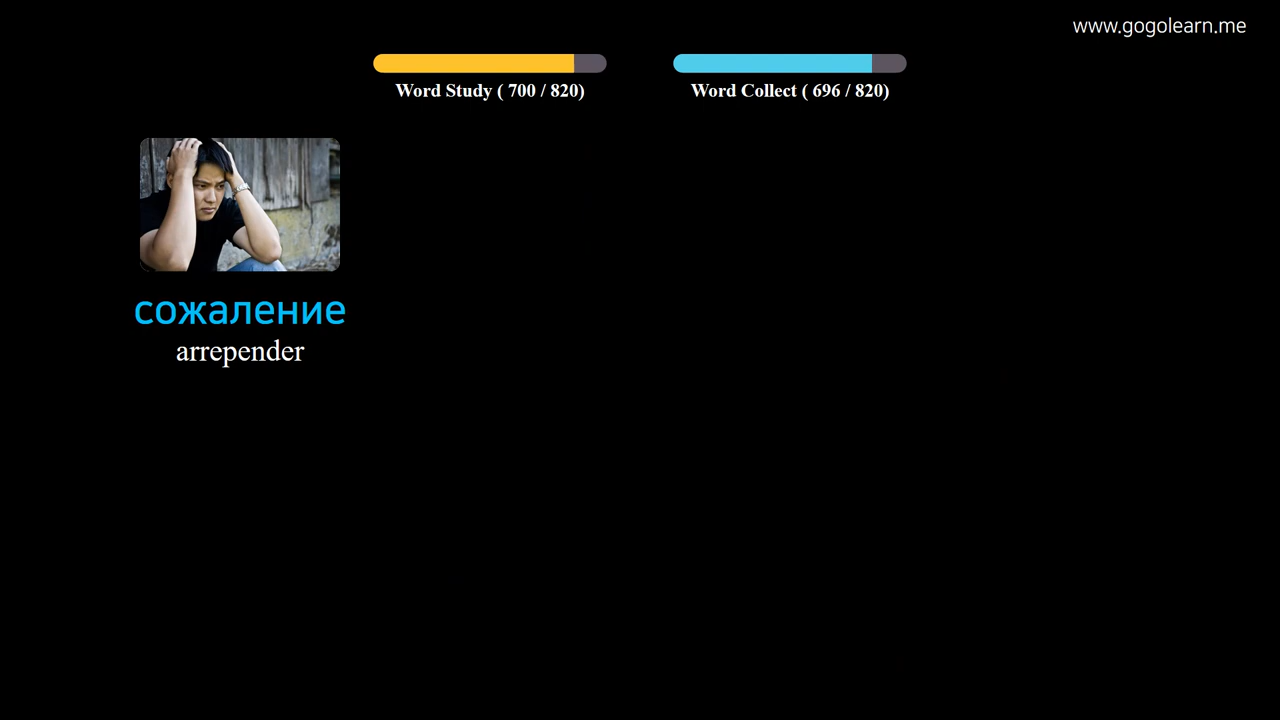 www.gogolearn.me
Word Study ( 700 / 820)
Word Collect ( 696 / 820)
сожаление
arrepender